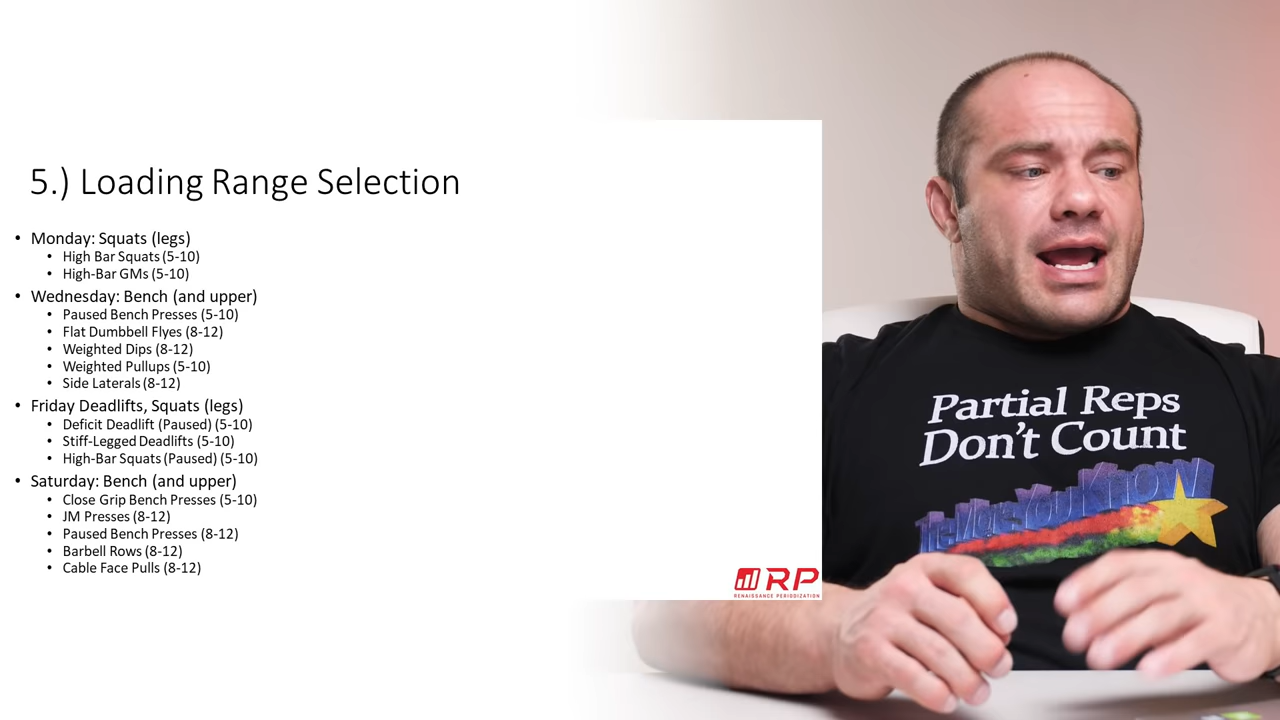 5.) Loading Range Selection
• Monday: Squats (legs)
• High Bar Squats (5-10)
• High-Bar GMs (5-10)
• Wednesday: Bench (and upper)
• Paused Bench Presses (5-10)
• Flat Dumbbell Flyes (8-12)
• Weighted Dips (8-12)
• Weighted Pullups (5-10)
• Side Laterals (8-12)
• Friday Deadlifts, Squats (legs)
• Deficit Deadlift (Paused) (5-10)
• Stiff-Legged Deadlifts (5-10)
• High-Bar Squats (Paused) (5-10)
• Saturday: Bench (and upper)
• Close Grip Bench Presses (5-10)
• JM Presses (8-12)
• Paused Bench Presses (8-12)
• Barbell Rows (8-12)
• Cable Face Pulls (8-12)
RP
RENAISSANCE PERIODIZATION
Partial Reps
Don't Count
The More You Know